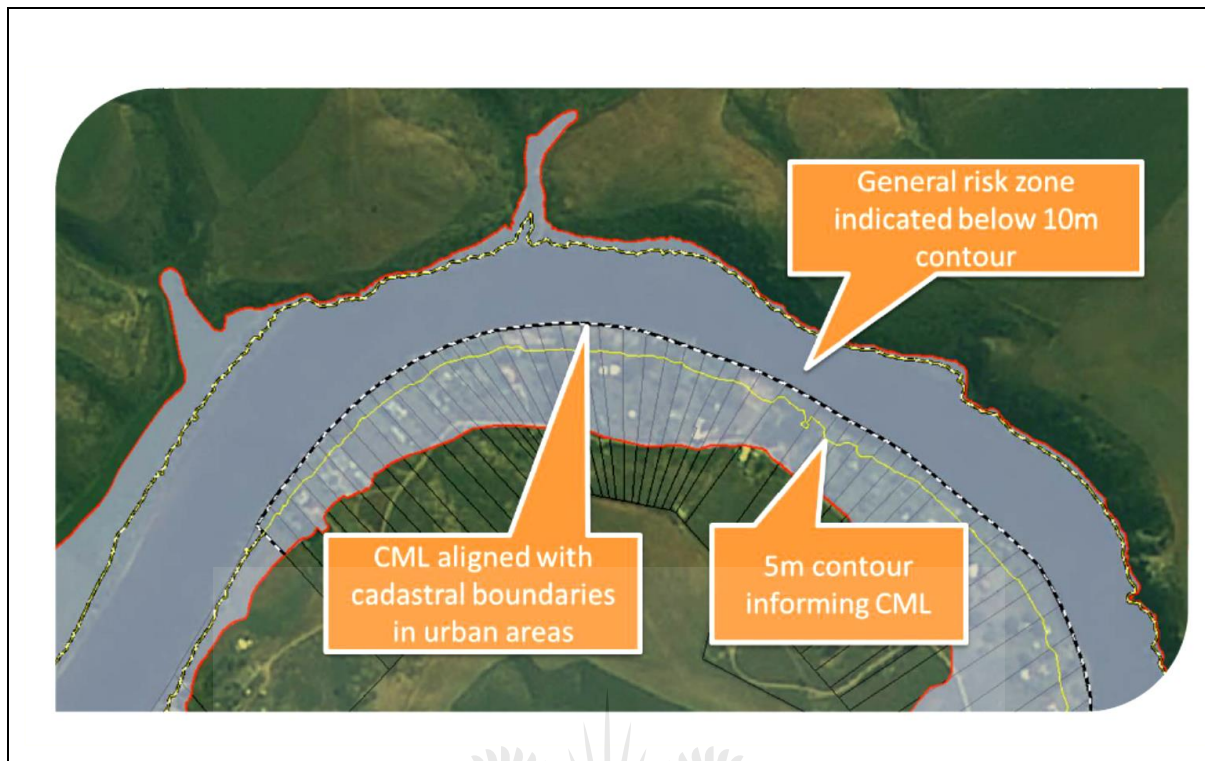 General risk zone
indicated below 10m
contour
CML aligned with
cadastral boundaries
in urban areas
5m contour
informing CML